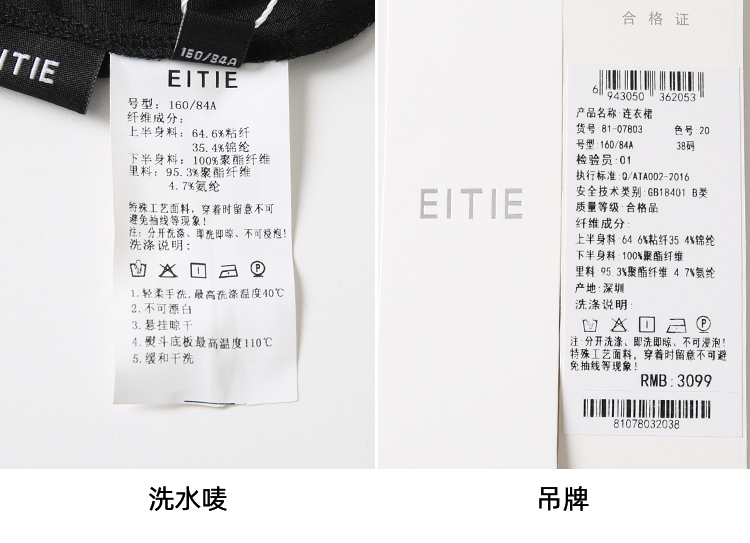 ITIE
160/84A
EITIE
号型：160/84A
纤维成分：
上半身料：64.6%粘纤
35.4%锦纶
下半身料：100%聚酯纤维
里料：95.3%聚酯纤维
4.7%氨纶
特殊工艺面料，穿着时留意不可
避免抽线等现象！
注：分开洗涤、即洗即晾、不可浸泡！
洗涤说明：
1.轻柔手洗,最高洗涤温度40℃
2.不可漂白
3.悬挂晾干
4.熨斗底板最高温度110℃
5.缓和干洗
洗水唛
EITIE
合格证
6 943050 362053
产品名称:连衣裙
货号:81-07803 色号:20
号型:160/84A 38码
检验员:01
执行标准:Q/ATA002-2016
安全技术类别:GB18401 B类
质量等级:合格品
纤维成分:
上半身料:64.6%粘纤35.4%锦纶
下半身料:100%聚酯纤维
里料:95.3%聚酯纤维 4.7%氨纶
产地:深圳
洗涤说明:
注:分开洗涤、即洗即晾、不可浸泡!
特殊工艺面料，穿着时留意不可避
免抽线等现象!
RMB:3099
81078032038
吊牌